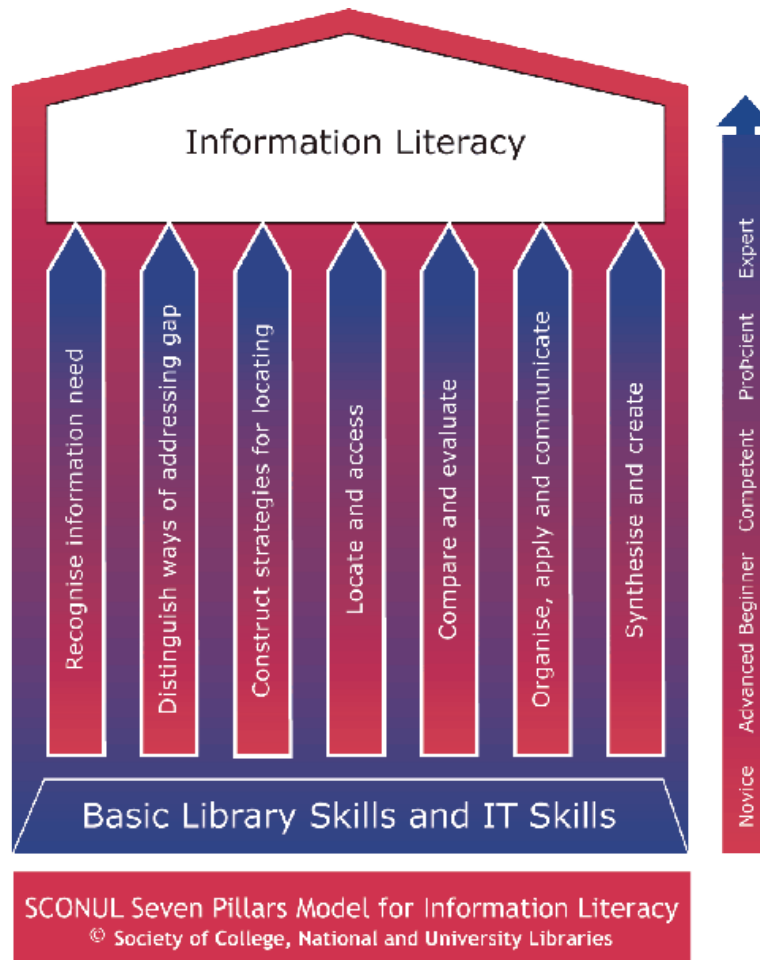 Information Literacy
Recognise information need
Distinguish ways of addressing gap
Construct strategies for locating
Locate and access
Compare and evaluate
Organise, apply and communicate
Synthesise and create
Novice Advanced Beginner Competent ProÞcient Expert
Basic Library Skills and IT Skills
SCONUL Seven Pillars Model for Information Literacy
© Society of College, National and University Libraries